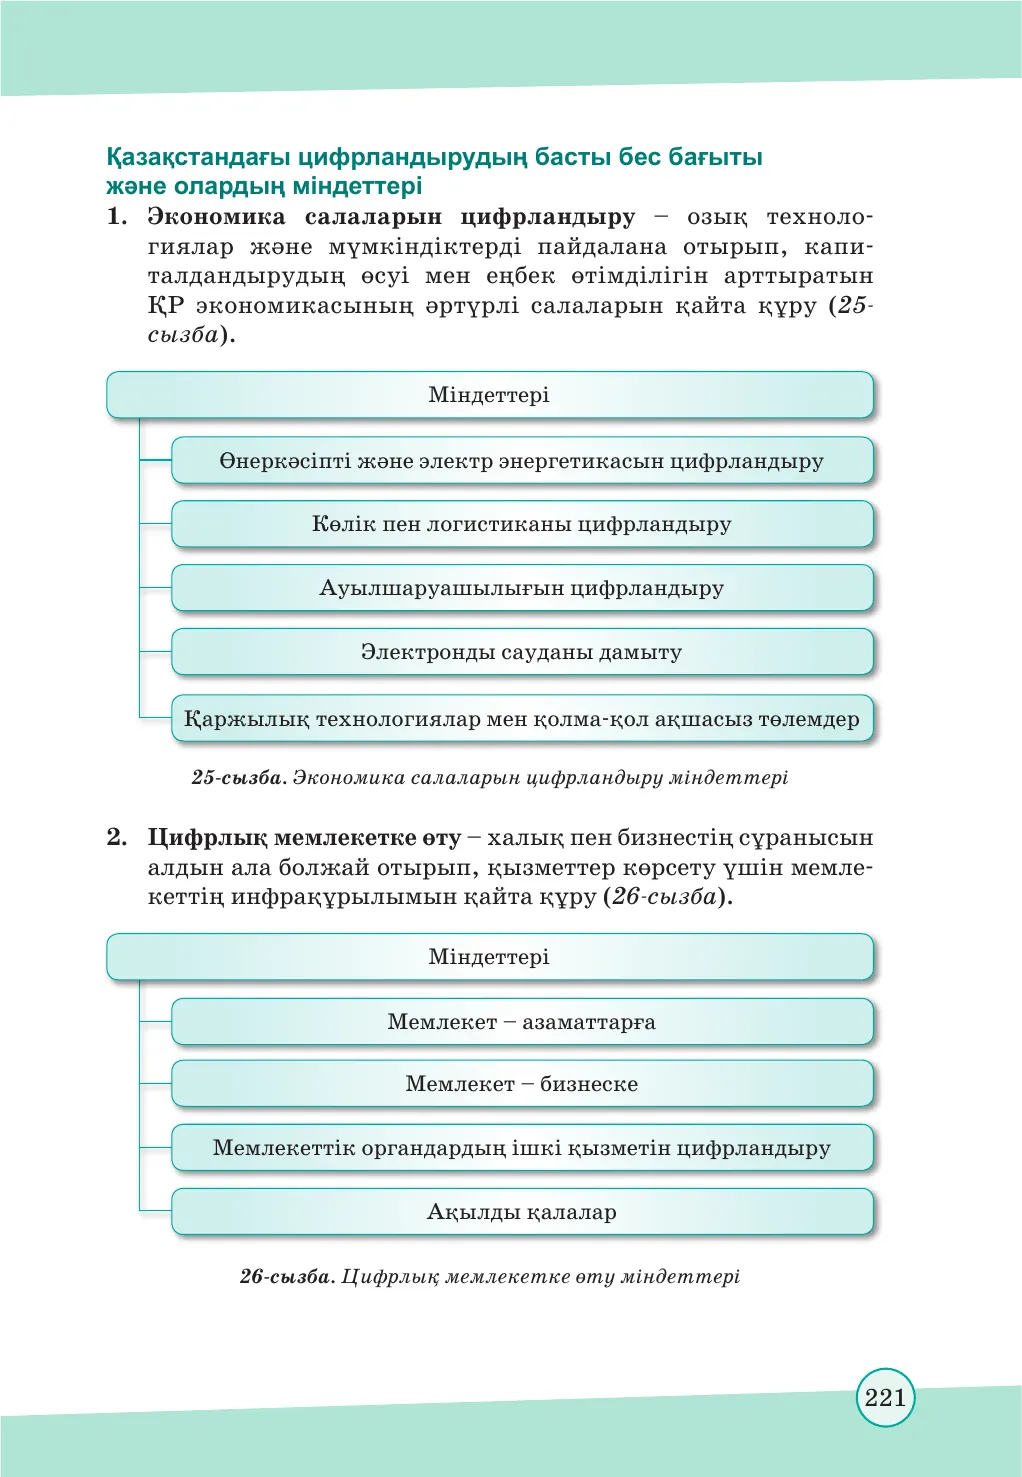 Қазақстандағы цифрландырудың басты бес бағыты
және олардың міндеттері
1. Экономика салаларын цифрландыру – озық техноло-
гиялар және мүмкіндіктерді пайдалана отырып, капи-
талдандырудың өсуі мен еңбек өтімділігін арттыратын
ҚР экономикасының әртүрлі салаларын қайта құру (25-
сызба).
Міндеттері
Өнеркәсіпті және электр энергетикасын цифрландыру
Көлік пен логистиканы цифрландыру
Ауылшаруашылығын цифрландыру
Электронды сауданы дамыту
Қаржылық технологиялар мен қолма-қол ақшасыз төлемдер
25-сызба. Экономика салаларын цифрландыру міндеттері
2. Цифрлық мемлекетке өту – халық пен бизнестің сұранысын
алдын ала болжай отырып, қызметтер көрсету үшін мемле-
кеттің инфрақұрылымын қайта құру (26-сызба).
Міндеттері
Мемлекет – азаматтарға
Мемлекет – бизнеске
Мемлекеттік органдардың ішкі қызметін цифрландыру
Ақылды қалалар
26-сызба. Цифрлық мемлекетке өту міндеттері
221